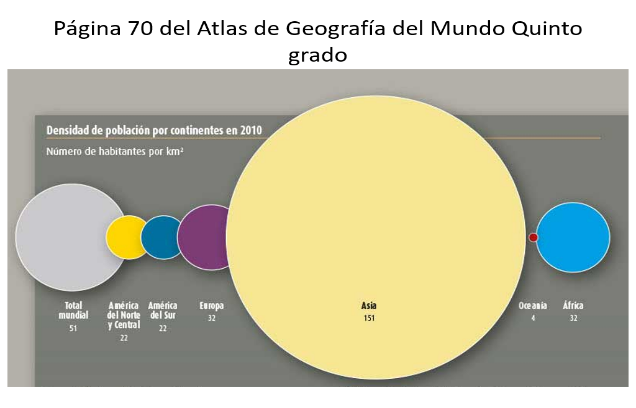 Página 70 del Atlas de Geografía del Mundo Quinto
grado
Densidad de población por continentes en 2010
Número de habitantes por km²
Total
mundial
51
América
del Norte
y Central
22
América
del Sur
22
Europa
32
Asia
151
Oceanía
4
África
32